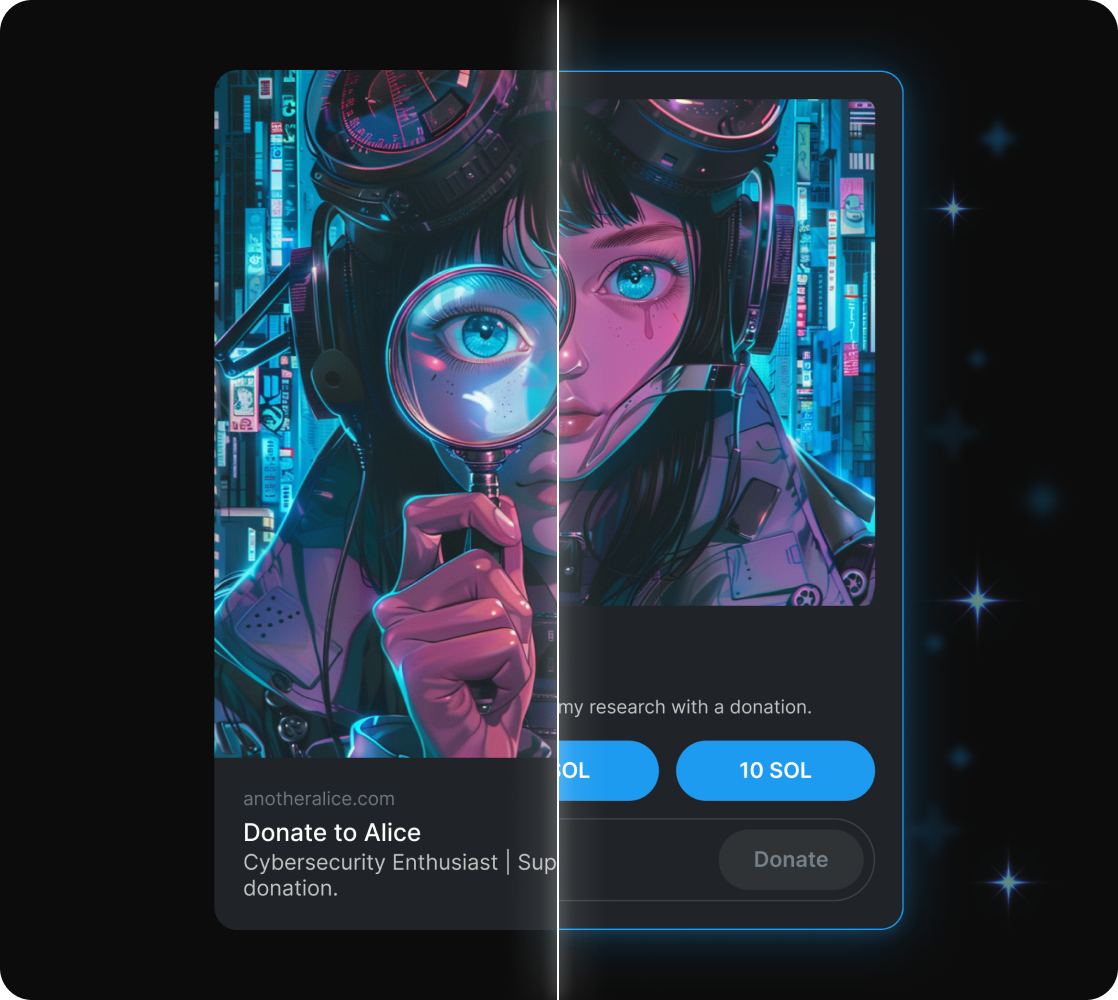 anotheralice.com
Donate to Alice
Cybersecurity Enthusiast | Sup
donation.
my research with a donation.
SOL
10 SOL
Donate